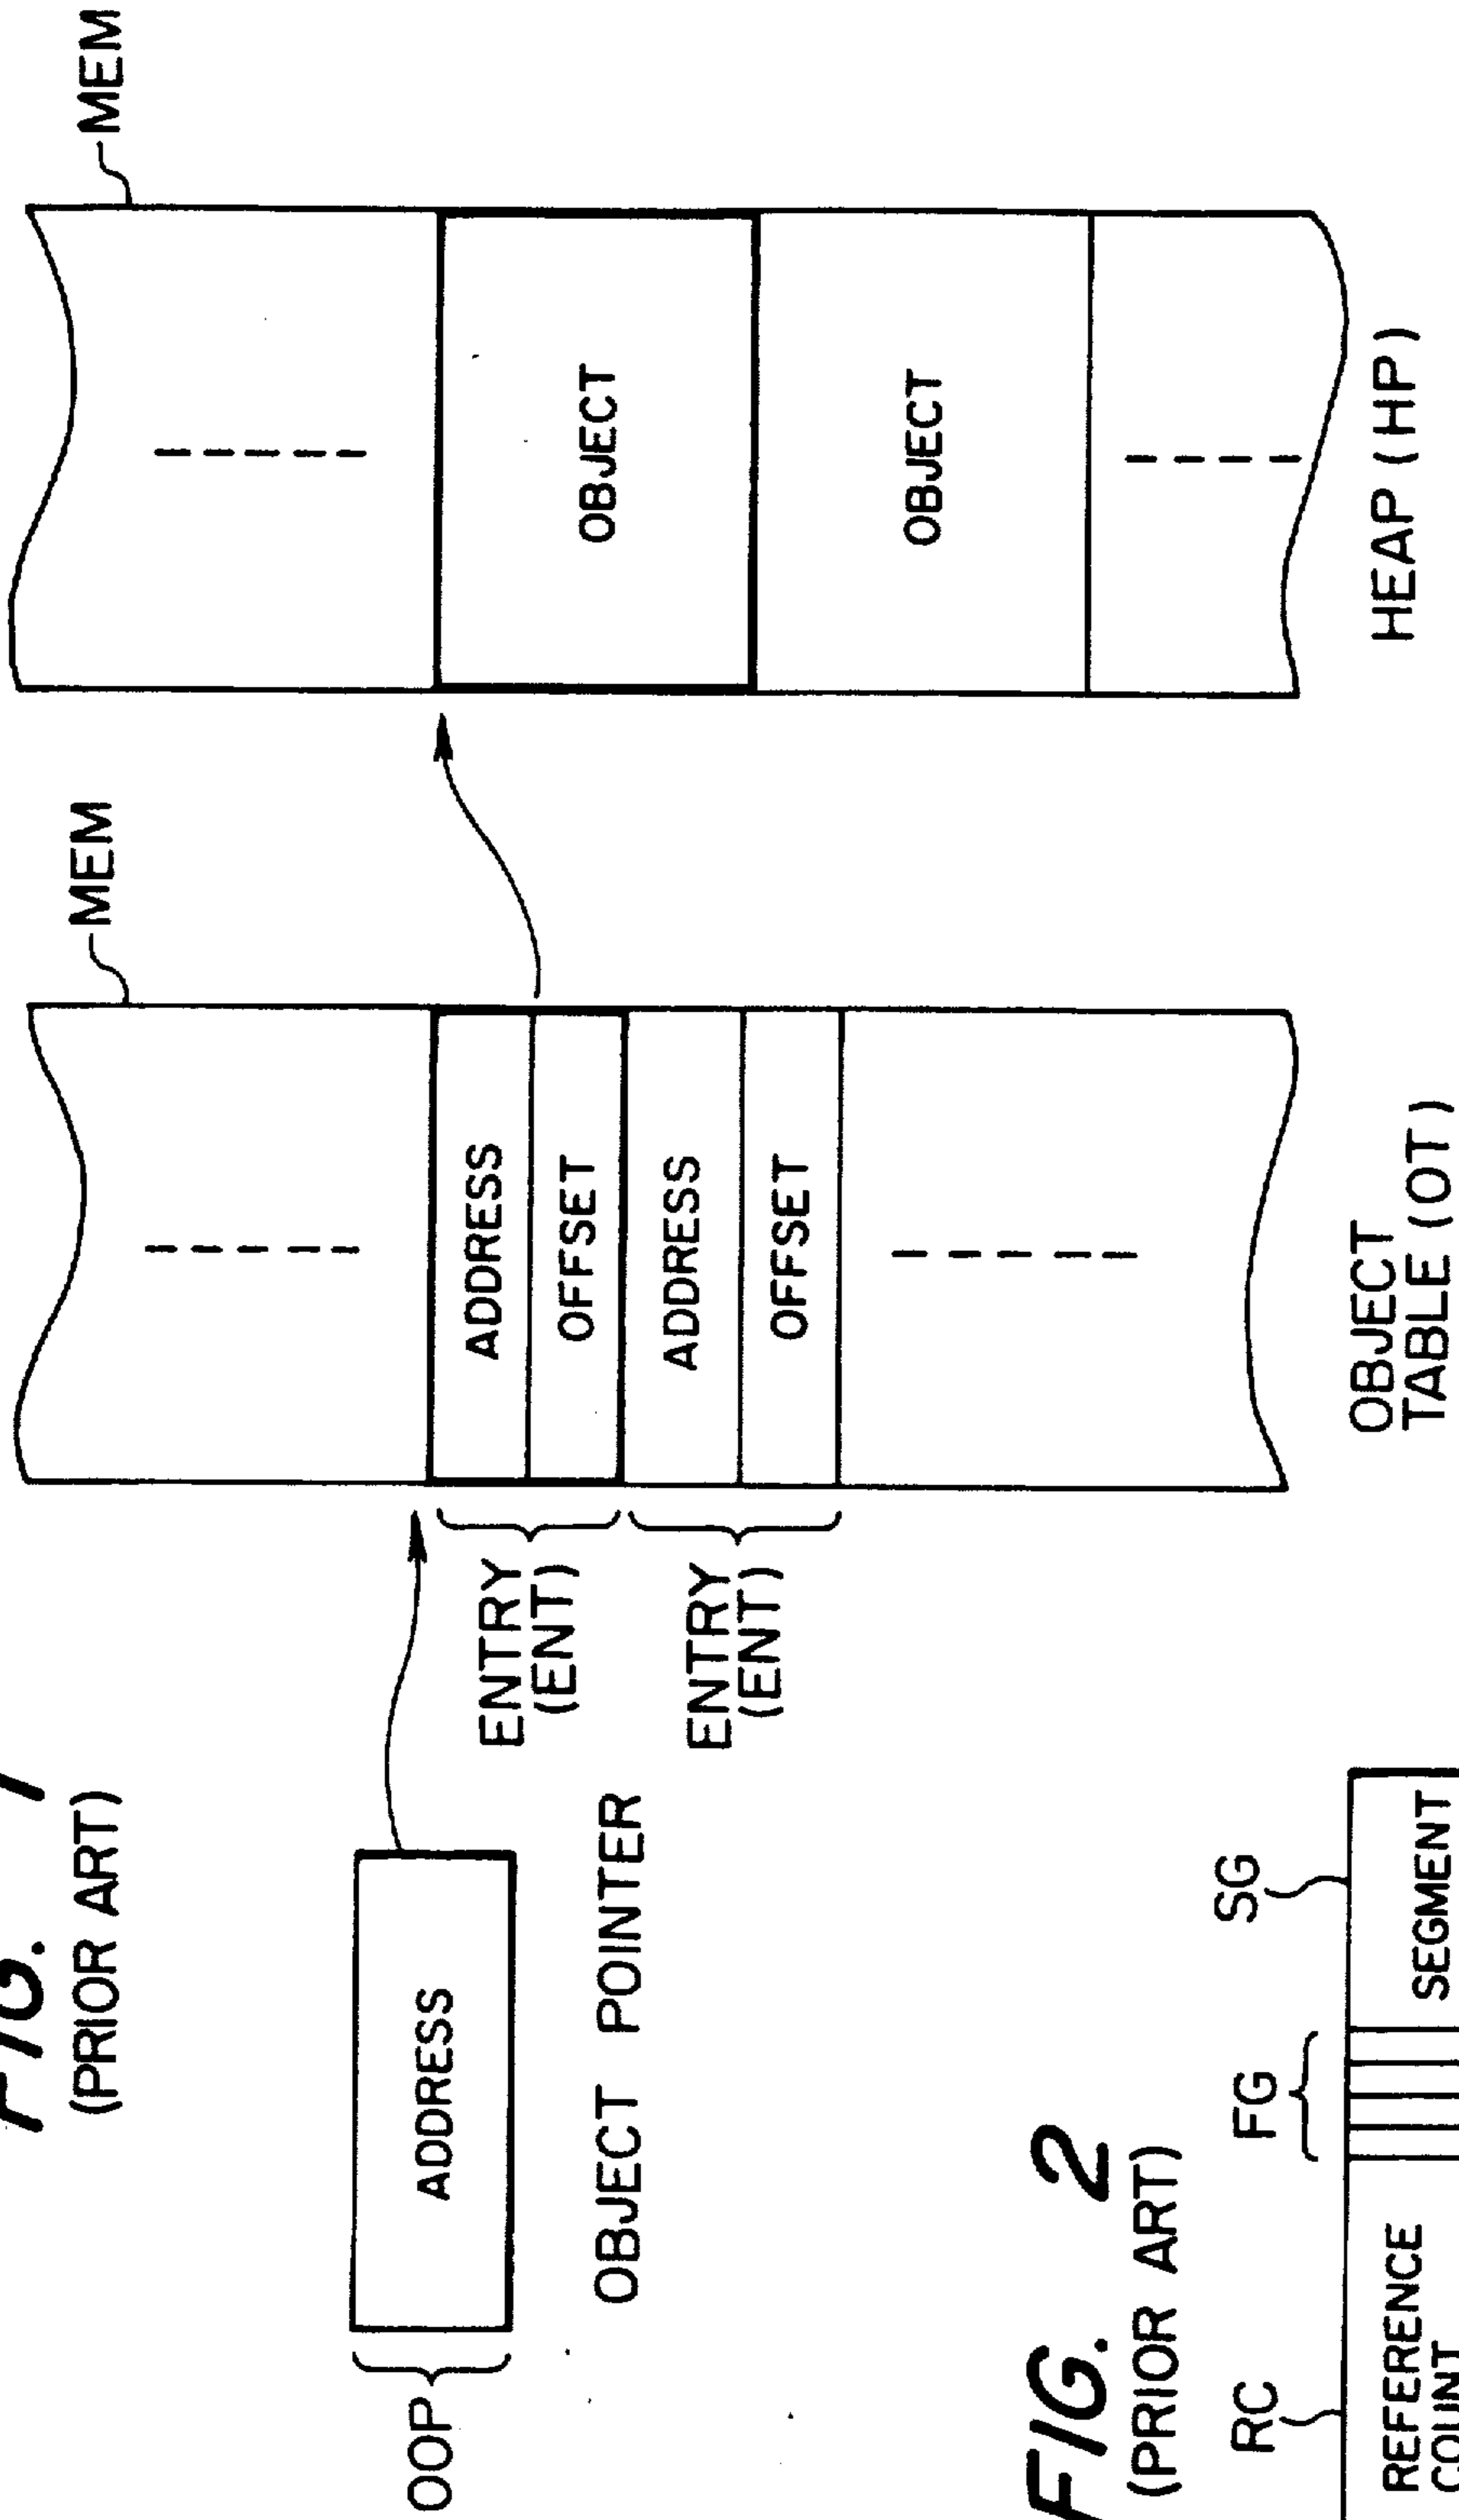 FIG. 1
(PRIOR ART)
MEM
MEM
OOP
ADDRESS
OBJECT POINTER
ENTRY
(ENT)
ENTRY
(ENT)
ADDRESS
OFFSET
ADDRESS
OFFSET
OBJECT
TABLE (OT)
OBJECT
OBJECT
HEAP (HP)
FIG. 2
(PRIOR ART)
RC
FG
SG
REFERENCE
COUNT
SEGMENT